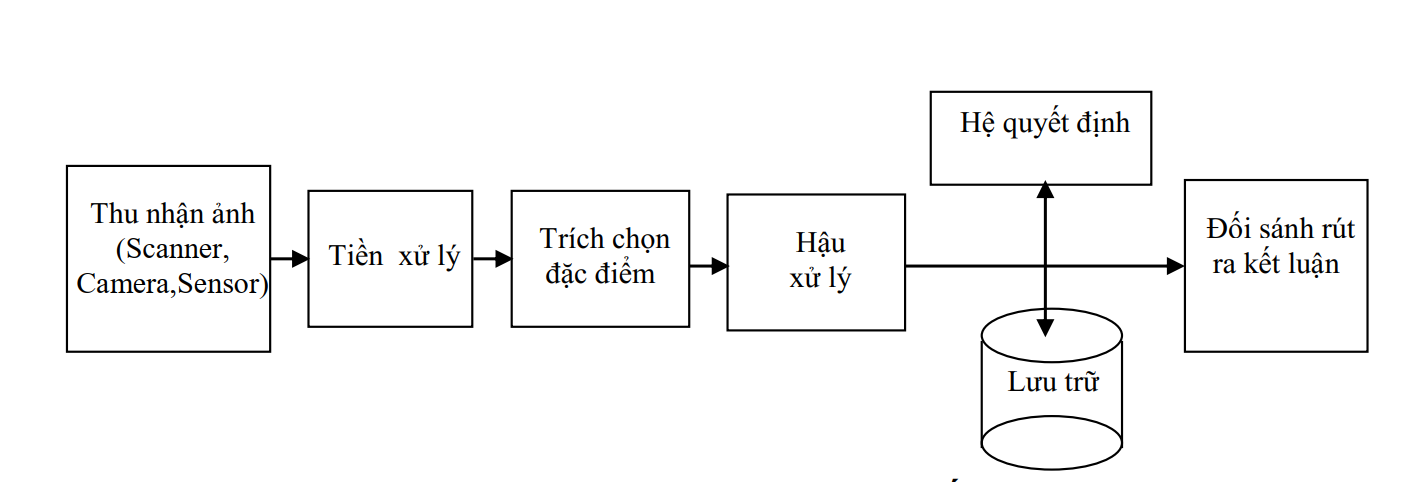 Thu nhận ảnh
(Scanner,
Camera,Sensor)
Tiền xử lý
Trích chọn
đặc điểm
Hậu
xử lý
Hệ quyết định
Lưu trữ
Đối sánh rút
ra kết luận